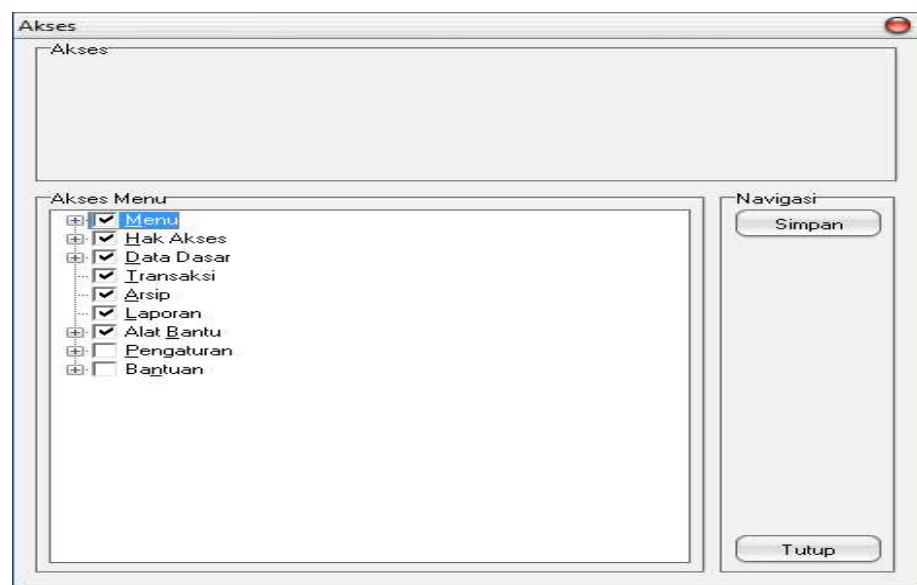 Akses
Akses
Akses Menu
Menu
Hak Akses
Data Dasar
Transaksi
Arsip
Laporan
Alat Bantu
Pengaturan
Bantuan
Navigasi
Simpan
Tutup